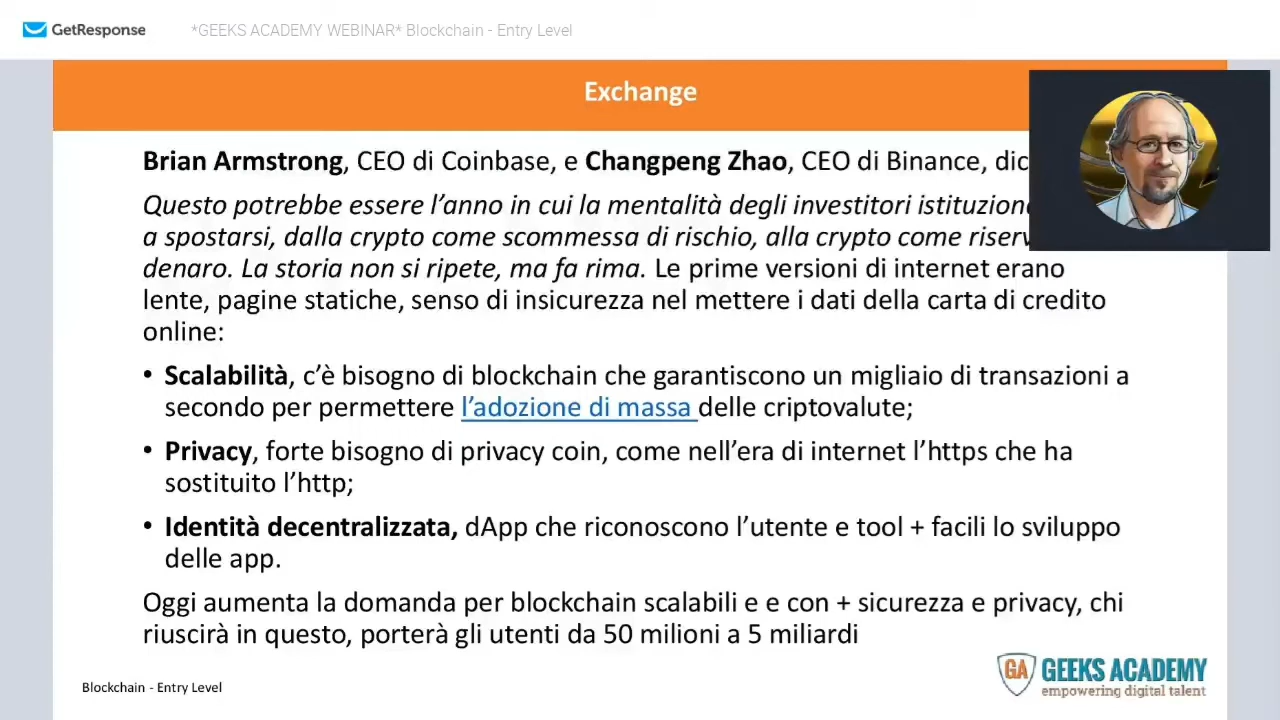 GetResponse
*GEEKS ACADEMY WEBINAR* Blockchain - Entry Level
Exchange
Brian Armstrong, CEO di Coinbase, e Changpeng Zhao, CEO di Binance,
Questo potrebbe essere l’anno in cui la mentalità degli investitori
a spostarsi, dalla crypto come scommessa di rischio, alla crypto come
denaro. La storia non si ripete, ma fa rima. Le prime versioni di internet erano
lente, pagine statiche, senso di insicurezza nel mettere i dati della carta di credito
online:
• Scalabilità, c’è bisogno di blockchain che garantiscono un migliaio di transazioni a
secondo per permettere l’adozione di massa delle criptovalute;
• Privacy, forte bisogno di privacy coin, come nell’era di internet l’https che ha
sostituito l’http;
• Identità decentralizzata, dApp che riconoscono l’utente e tool + facili lo sviluppo
delle app.
Oggi aumenta la domanda per blockchain scalabili e e con + sicurezza e privacy, chi
riuscirà in questo, porterà gli utenti da 50 milioni a 5 miliardi
Blockchain - Entry Level
GA GEEKS ACADEMY
empowering digital talent